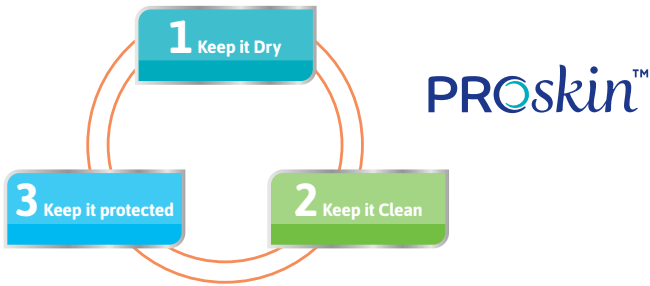 1 Keep it Dry
PROskin™
3 Keep it protected
2 Keep it Clean